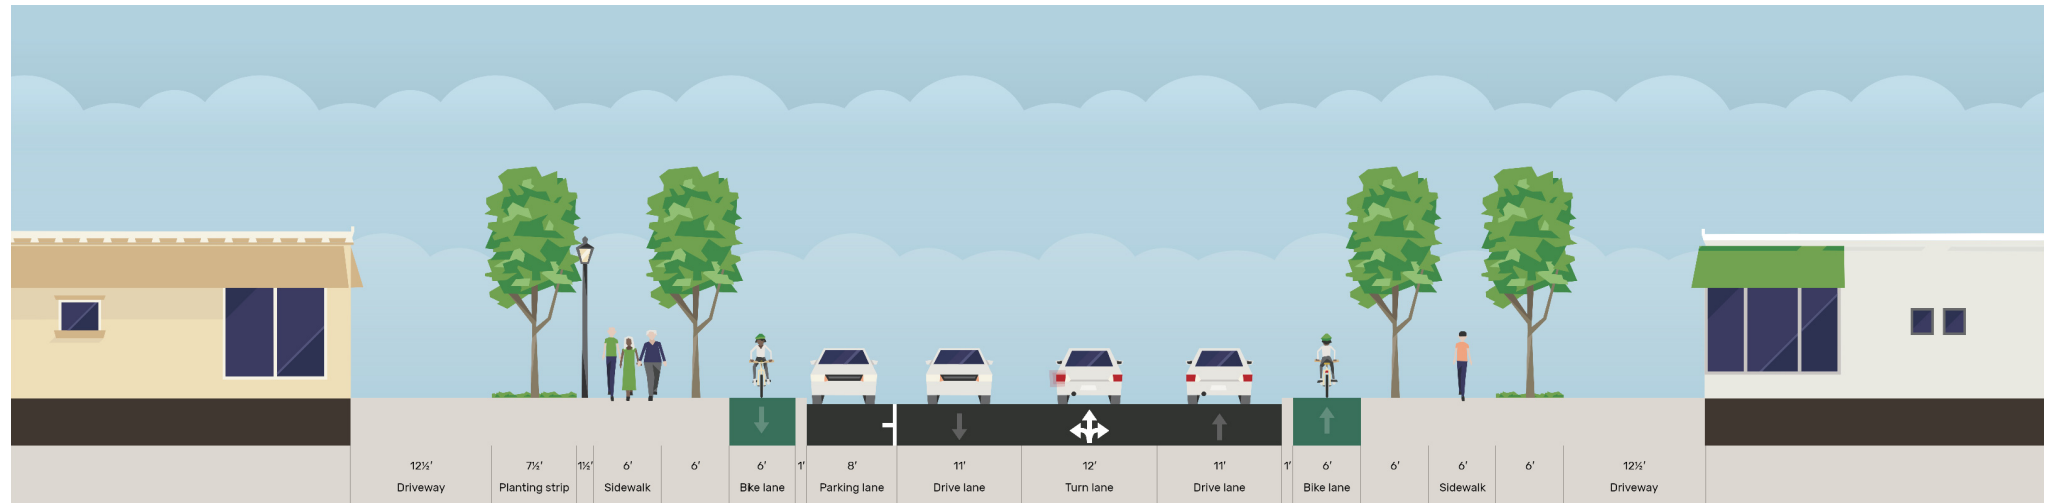 12½' 7½' 1½' 6' 6' 6' 1' 8' 11' 12' 11' 1' 6' 6' 6' 6' 12½'
Driveway Planting strip Sidewalk Bike lane Parking lane Drive lane Turn lane Drive lane Bike lane Sidewalk Driveway